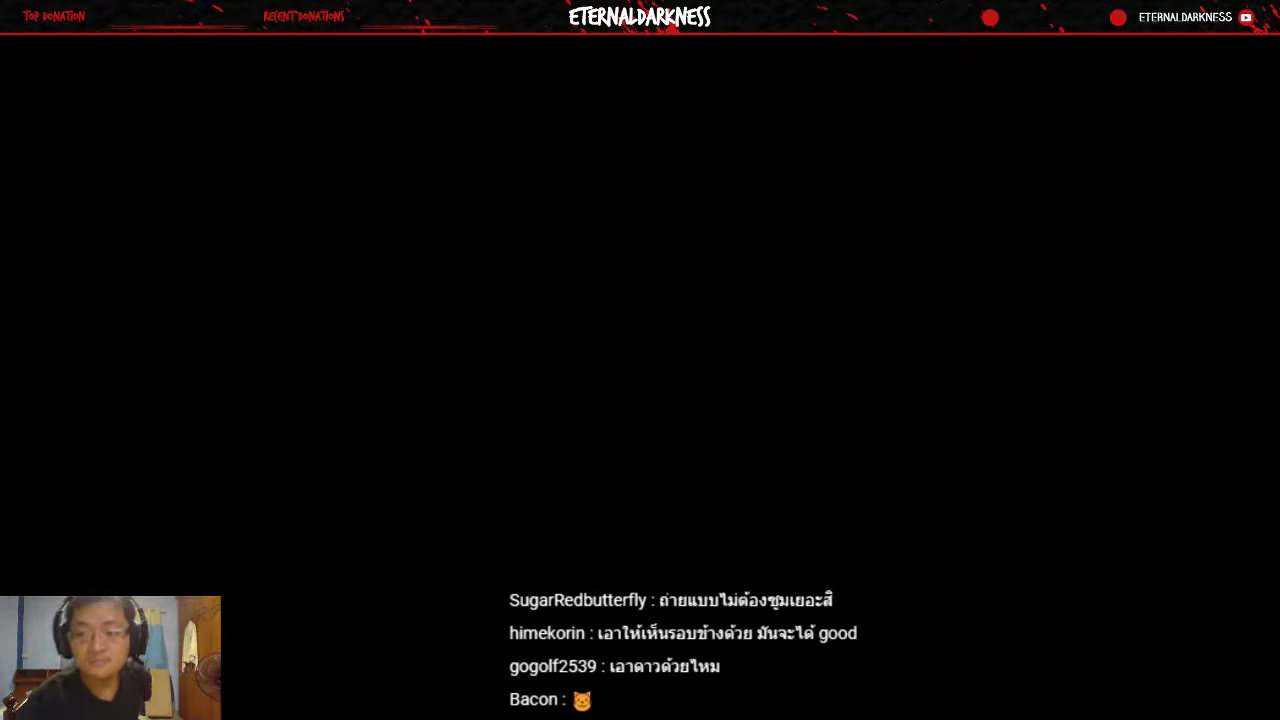 TOP DONATION
RECENT DONATIONS
ETERNALDARKNESS
ETERNALDARKNESS
SugarRedbutterfly : ถ่ายแบบไม่ต้องซูมเยอะสิ
himekorin : เอาให้เห็นรอบข้างด้วย มันจะได้ good
gogolf2539 : เอาดาวด้วยไหม
Bacon :